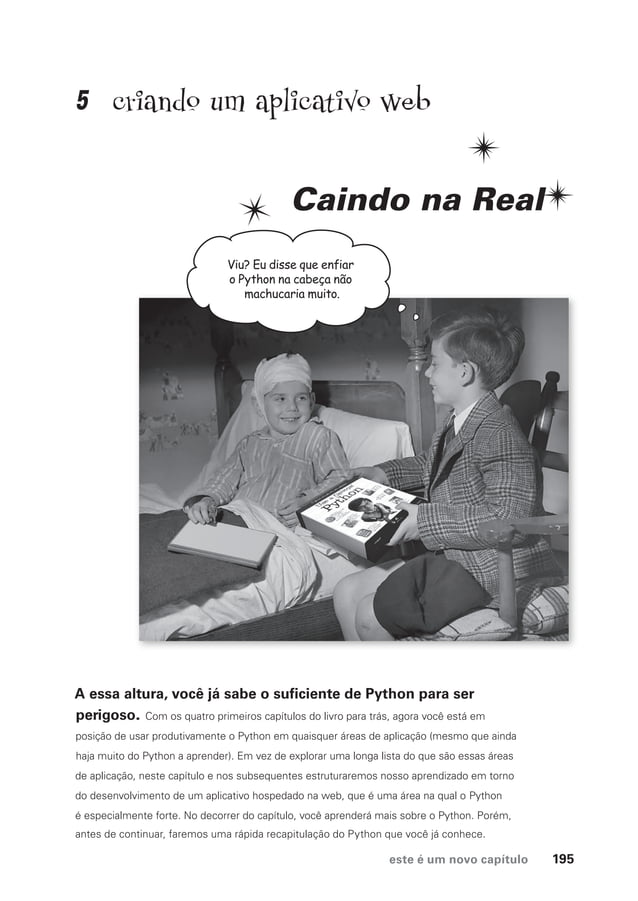 5 criando um aplicativo web
Caindo na Real
Viu? Eu disse que enfiar
o Python na cabeça não
machucaria muito.
Python
A essa altura, você já sabe o suficiente de Python para ser
perigoso. Com os quatro primeiros capítulos do livro para trás, agora você está em
posição de usar produtivamente o Python em quaisquer áreas de aplicação (mesmo que ainda
haja muito do Python a aprender). Em vez de explorar uma longa lista do que são essas áreas
de aplicação, neste capítulo e nos subsequentes estruturaremos nosso aprendizado em torno
do desenvolvimento de um aplicativo hospedado na web, que é uma área na qual o Python
é especialmente forte. No decorrer do capítulo, você aprenderá mais sobre o Python. Porém,
antes de continuar, faremos uma rápida recapitulação do Python que você já conhece.
este é um novo capítulo 195